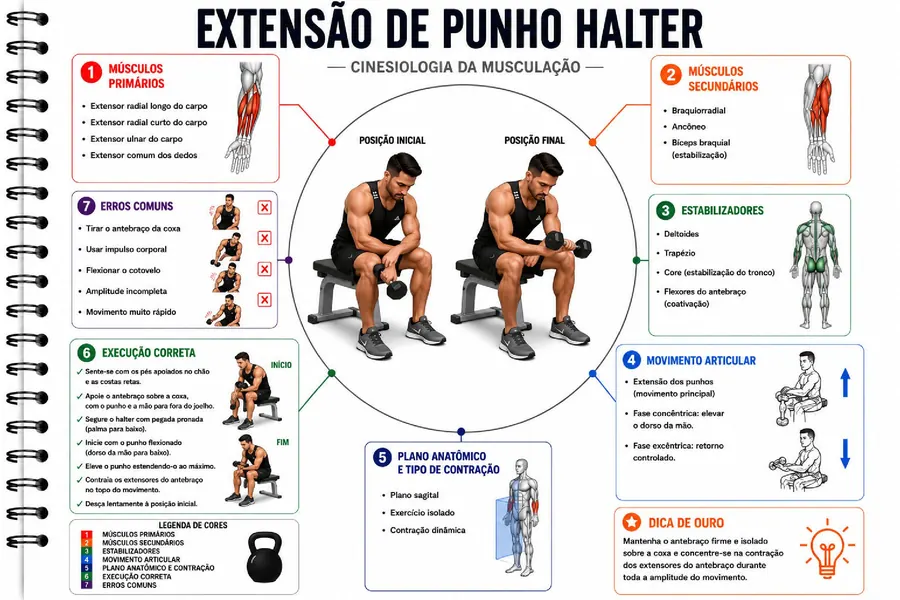 EXTENSÃO DE PUNHO HALTER
CINESIOLOGIA DA MUSCULAÇÃO
1 MÚSCULOS
PRIMÁRIOS
• Extensor radial longo do carpo
• Extensor radial curto do carpo
• Extensor ulnar do carpo
• Extensor comum dos dedos
2 MÚSCULOS
SECUNDÁRIOS
• Braquiorradial
• Ancôneo
• Bíceps braquial
(estabilização)
POSIÇÃO INICIAL
POSIÇÃO FINAL
3 ESTABILIZADORES
• Deltoides
• Trapézio
• Core (estabilização do tronco)
• Flexores do antebraço
(coativação)
4 MOVIMENTO ARTICULAR
• Extensão dos punhos
(movimento principal)
• Fase concêntrica: elevar
o dorso da mão.
• Fase excêntrica: retorno
controlado.
5 PLANO ANATÔMICO
E TIPO DE CONTRAÇÃO
• Plano sagital
• Exercício isolado
• Contração dinâmica
6 EXECUÇÃO CORRETA
✓ Sente-se com os pés apoiados no chão
e as costas retas.
✓ Apoie o antebraço sobre a coxa,
com o punho e a mão para fora do joelho.
✓ Segure o halter com pegada pronada
(palma para baixo).
✓ Inicie com o punho flexionado
(dorso da mão para baixo).
✓ Eleve o punho estendendo-o ao máximo.
✓ Contraia os extensores do antebraço
no topo do movimento.
✓ Desça lentamente à posição inicial.
INÍCIO
FIM
7 ERROS COMUNS
• Tirar o antebraço da coxa
• Usar impulso corporal
• Flexionar o cotovelo
• Amplitude incompleta
• Movimento muito rápido
LEGENDA DE CORES
1 MÚSCULOS PRIMÁRIOS
2 MÚSCULOS SECUNDÁRIOS
3 ESTABILIZADORES
4 MOVIMENTO ARTICULAR
5 PLANO ANATÔMICO E CONTRAÇÃO
6 EXECUÇÃO CORRETA
7 ERROS COMUNS
DICA DE OURO
Mantenha o antebraço firme e isolado
sobre a coxa e concentre-se na contração
dos extensores do antebraço durante
toda a amplitude do movimento.